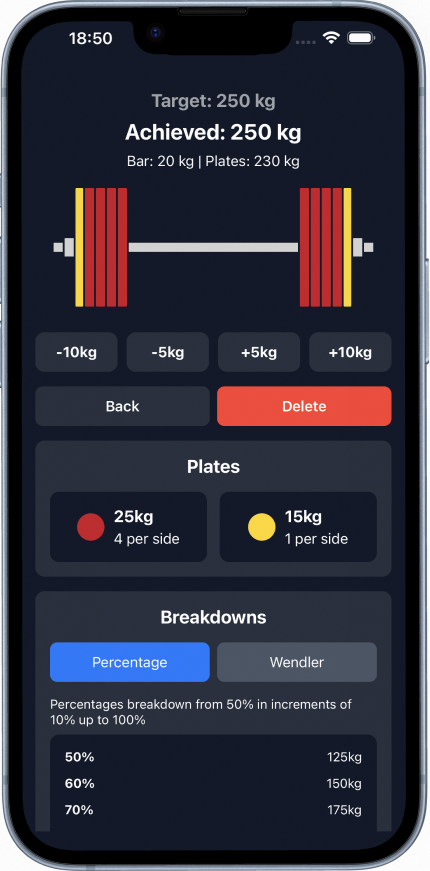 18:50
Target: 250 kg
Achieved: 250 kg
Bar: 20 kg | Plates: 230 kg
-10kg -5kg +5kg +10kg
Back Delete
Plates
25kg 15kg
4 per side 1 per side
Breakdowns
Percentage Wendler
Percentages breakdown from 50% in increments of
10% up to 100%
50% 125kg
60% 150kg
70% 175kg